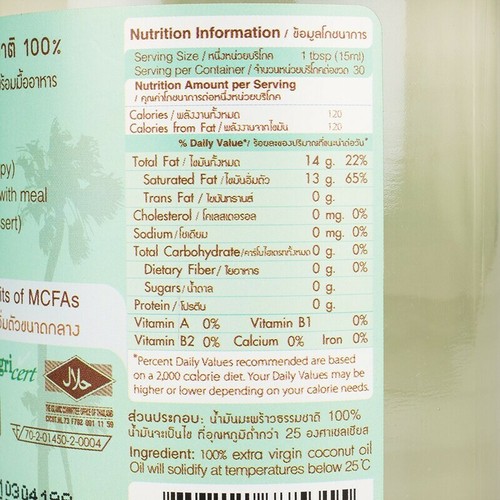 100%
ร้อมมื้ออาหาร
py)
with meal
sert)
its of MCFAs
cert
حلال
THE ISLAMIC COMMITTEE OFFICE OF THAILAND
70-2-01450-2-0004
Nutrition Information / ข้อมูลโภชนาการ
Serving Size / หนึ่งหน่วยบริโภค 1 tbsp (15ml)
Serving per Container / จำนวนหน่วยบริโภคต่อขวด 30
Nutrition Amount per Serving
/ คุณค่าโภชนาการต่อหนึ่งหน่วยบริโภค
Calories / พลังงานทั้งหมด 120
Calories from Fat / พลังงานจากไขมัน 120
% Daily Value* / ร้อยละของปริมาณที่แนะนำต่อวัน*
Total Fat / ไขมันทั้งหมด 14 g. 22%
Saturated Fat / ไขมันอิ่มตัว 13 g. 65%
Trans Fat / ไขมันทรานส์ 0 g.
Cholesterol / โคเลสเตอรอล 0 mg. 0%
Sodium / โซเดียม 0 mg. 0%
Total Carbohydrate / คาร์โบไฮเดรตทั้งหมด 0 g. 0%
Dietary Fiber / ใยอาหาร 0 g. 0%
Sugars / น้ำตาล 0 g.
Protein / โปรตีน 0 g.
Vitamin A 0% Vitamin B1 0%
Vitamin B2 0% Calcium 0% Iron 0%
*Percent Daily Values recommended are based
on a 2,000 calorie diet. Your Daily Values may be
higher or lower depending on your calorie needs.
ส่วนประกอบ: น้ำมันมะพร้าวธรรมชาติ 100%
น้ำมันจะเป็นไข ที่อุณหภูมิต่ำกว่า 25 องศาเซลเซียส
Ingredient: 100% extra virgin coconut oil
Oil will solidify at temperatures below 25°C